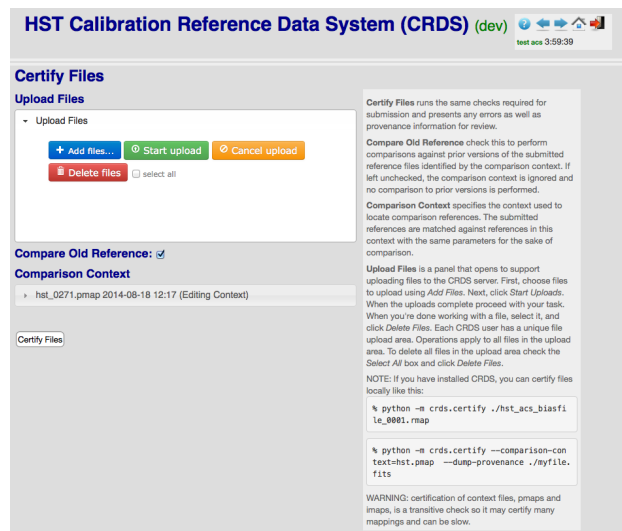 HST Calibration Reference Data System (CRDS) (dev)
test acs 3:59:39
Certify Files
Upload Files
Upload Files
Add files...
Start upload
Cancel upload
Delete files
select all
Compare Old Reference:
Comparison Context
hst_0271.pmap 2014-08-18 12:17 (Editing Context)
Certify Files
Certify Files runs the same checks required for
submission and presents any errors as well as
provenance information for review.
Compare Old Reference check this to perform
comparisons against prior versions of the submitted
reference files identified by the comparison context. If
left unchecked, the comparison context is ignored and
no comparison to prior versions is performed.
Comparison Context specifies the context used to
locate comparison references. The submitted
references are matched against references in this
context with the same parameters for the sake of
comparison.
Upload Files is a panel that opens to support
uploading files to the CRDS server. First, choose files
to upload using Add Files. Next, click Start Uploads.
When the uploads complete proceed with your task.
When you're done working with a file, select it, and
click Delete Files. Each CRDS user has a unique file
upload area. Operations apply to all files in the upload
area. To delete all files in the upload area check the
Select All box and click Delete Files.
NOTE: If you have installed CRDS, you can certify files
locally like this:
% python -m crds.certify ./hst_acs_biasfi
le_0001.rmap
% python -m crds.certify --comparison-con
text=hst.pmap --dump-provenance ./myfile.
fits
WARNING: certification of context files, pmaps and
imaps, is a transitive check so it may certify many
mappings and can be slow.